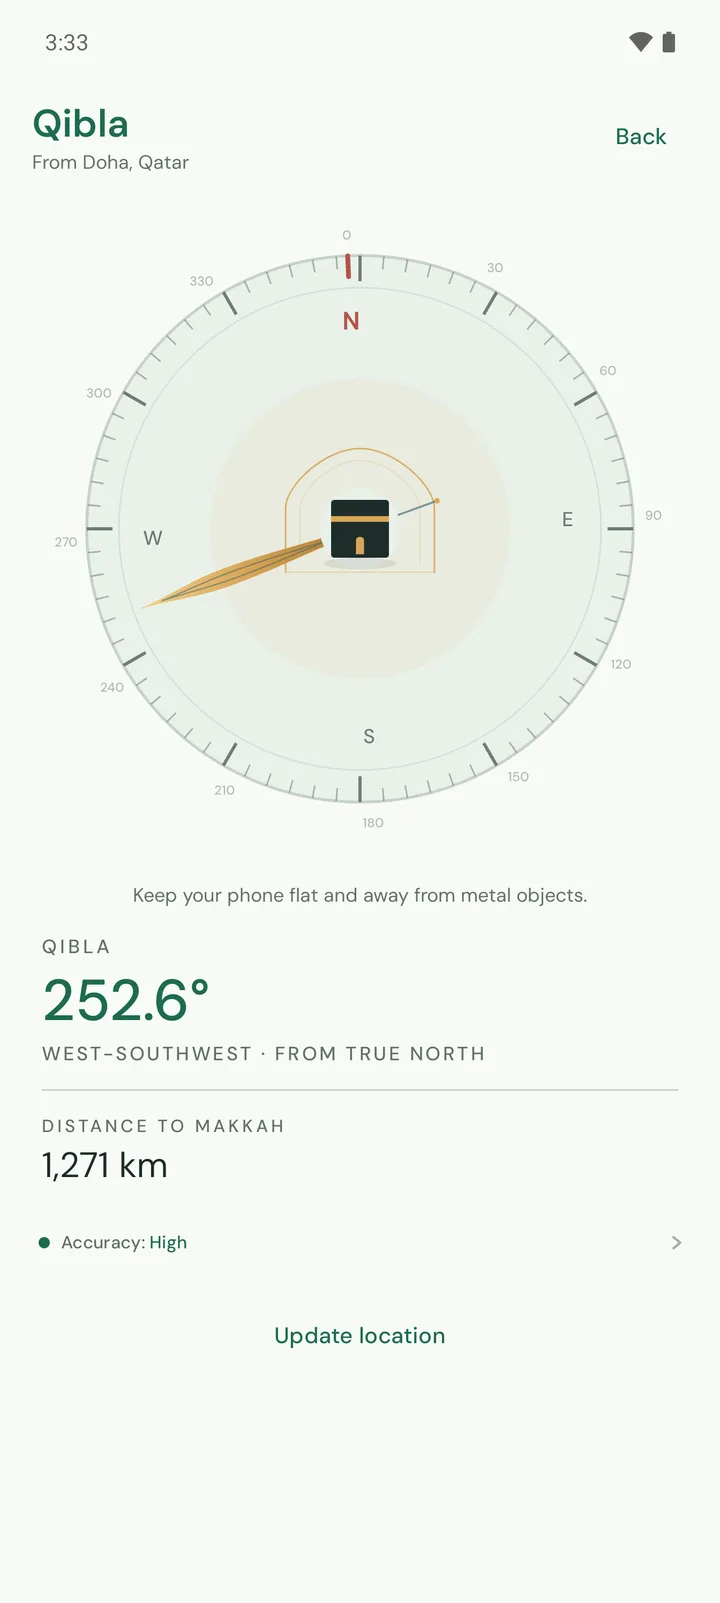 3:33
Qibla
From Doha, Qatar
Back
0
30
60
90
120
150
180
210
240
270
300
330
N
E
S
W
Keep your phone flat and away from metal objects.
QIBLA
252.6°
WEST-SOUTHWEST · FROM TRUE NORTH
DISTANCE TO MAKKAH
1,271 km
Accuracy: High
Update location